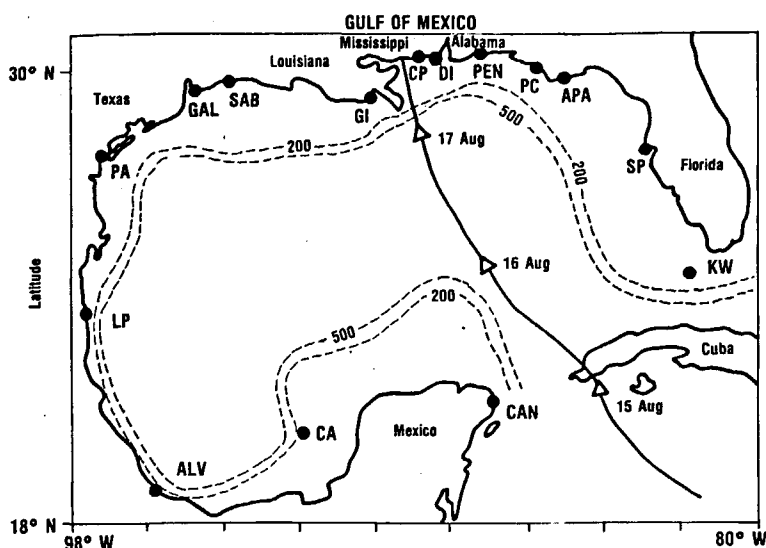 GULF OF MEXICO
Mississippi Alabama
Louisiana
30° N
CP DI PEN
PC APA
Texas
GAL SAB
GI
500
17 Aug
200
200
PA
SP
Florida
16 Aug
KW
Latitude
200
LP
500
Cuba
15 Aug
CAN
CA
Mexico
ALV
18° N
98° W
80° W